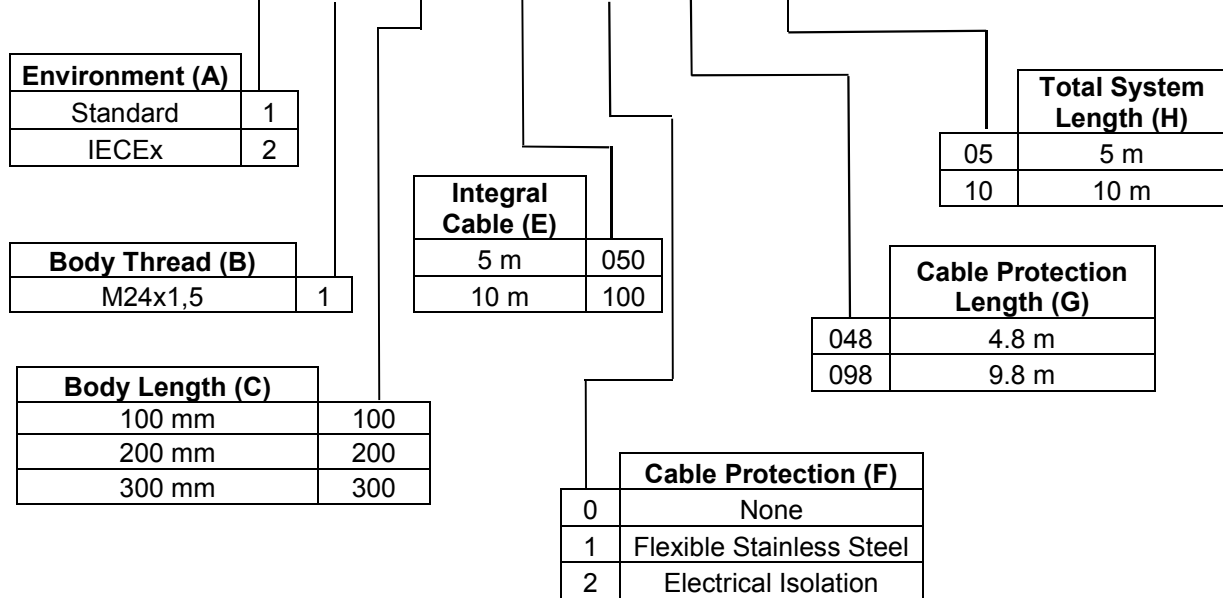 Environment (A)
Standard 1
IECEx 2
Body Thread (B)
M24x1,5 1
Body Length (C)
100 mm 100
200 mm 200
300 mm 300
Integral
Cable (E)
5 m 050
10 m 100
Cable Protection (F)
0 None
1 Flexible Stainless Steel
2 Electrical Isolation
Cable Protection
Length (G)
048 4.8 m
098 9.8 m
Total System
Length (H)
05 5 m
10 10 m